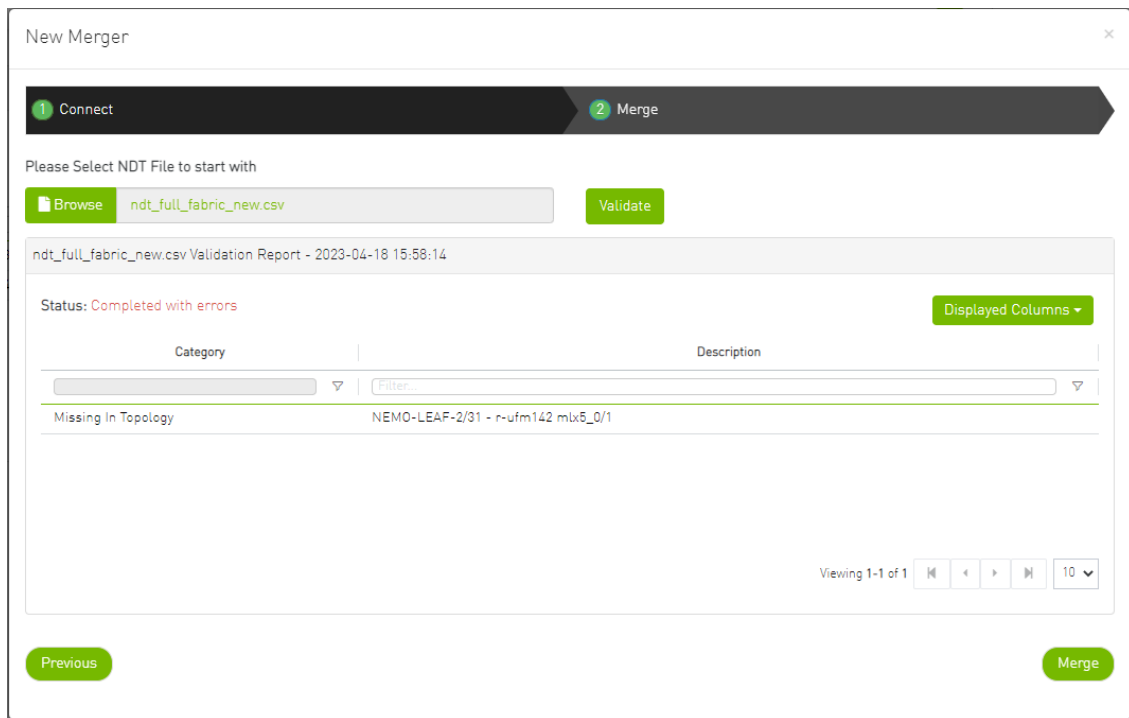 New Merger ×
1 Connect 2 Merge
Please Select NDT File to start with
Browse ndt_full_fabric_new.csv Validate
ndt_full_fabric_new.csv Validation Report - 2023-04-18 15:58:14
Status: Completed with errors Displayed Columns
Category Description
Filter...
Missing In Topology NEMO-LEAF-2/31 - r-ufm142 mlx5_0/1
Viewing 1-1 of 1 10
Previous Merge